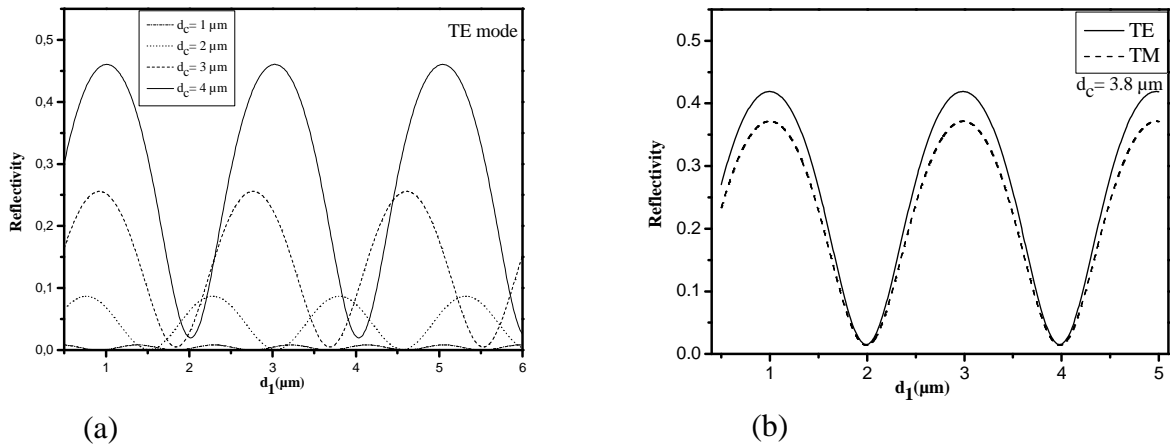 d_c= 1 µm
d_c= 2 µm
d_c= 3 µm
d_c= 4 µm
TE mode
0,5
0,4
0,3
0,2
0,1
0,0
Reflectivity
1 2 3 4 5 6
d_1(µm)
(a)
TE
TM
d_c= 3.8 µm
0.5
0.4
0.3
0.2
0.1
0.0
Reflectivity
1 2 3 4 5
d_1(µm)
(b)